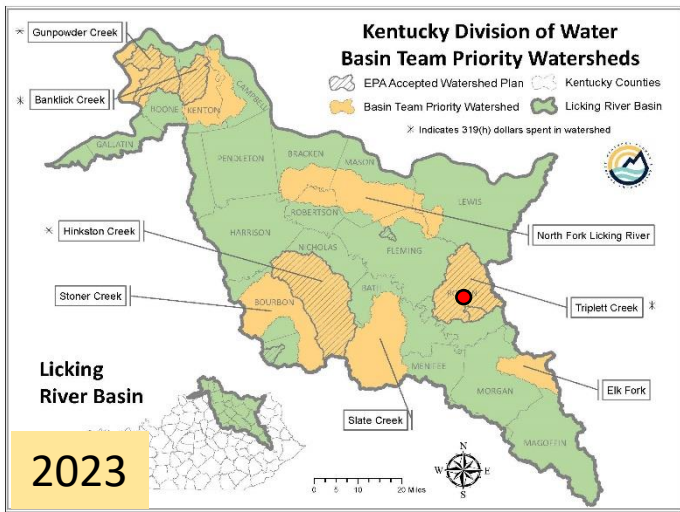 Kentucky Division of Water
Basin Team Priority Watersheds
EPA Accepted Watershed Plan
Kentucky Counties
Basin Team Priority Watershed
Licking River Basin
* Indicates 319(h) dollars spent in watershed
* Gunpowder Creek
* Banklick Creek
BOONE
KENTON
CAMPBELL
GALLATIN
PENDLETON
BRACKEN
MASON
LEWIS
ROBERTSON
HARRISON
NICHOLAS
FLEMING
North Fork Licking River
* Hinkston Creek
Stoner Creek
BOURBON
BATH
Triplett Creek *
MENIFEE
MORGAN
Elk Fork
MAGOFFIN
Slate Creek
Licking
River Basin
2023
0 5 10 20 Miles
N
W E
S